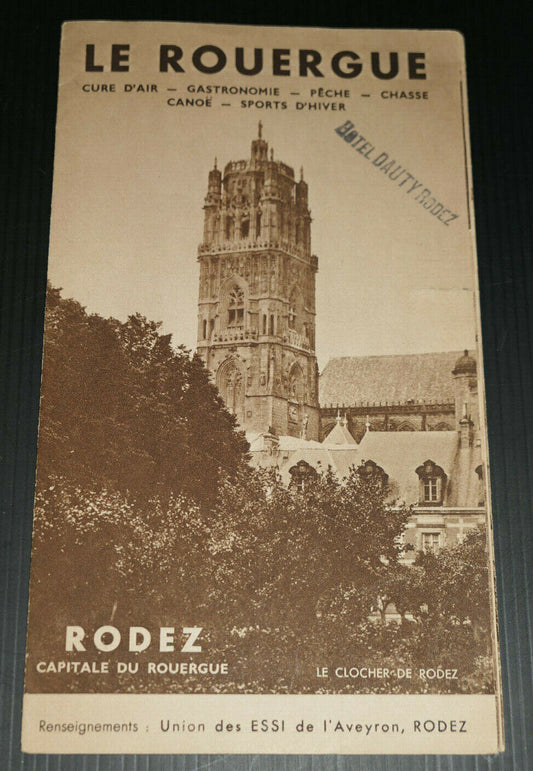 LE ROUERGUE
CURE D'AIR — GASTRONOMIE — PÊCHE — CHASSE
CANOË — SPORTS D'HIVER
HOTEL DAUTY RODEZ
RODEZ
CAPITALE DU ROUERGUE
LE CLOCHER DE RODEZ
Renseignements : Union des ESSI de l'Aveyron, RODEZ